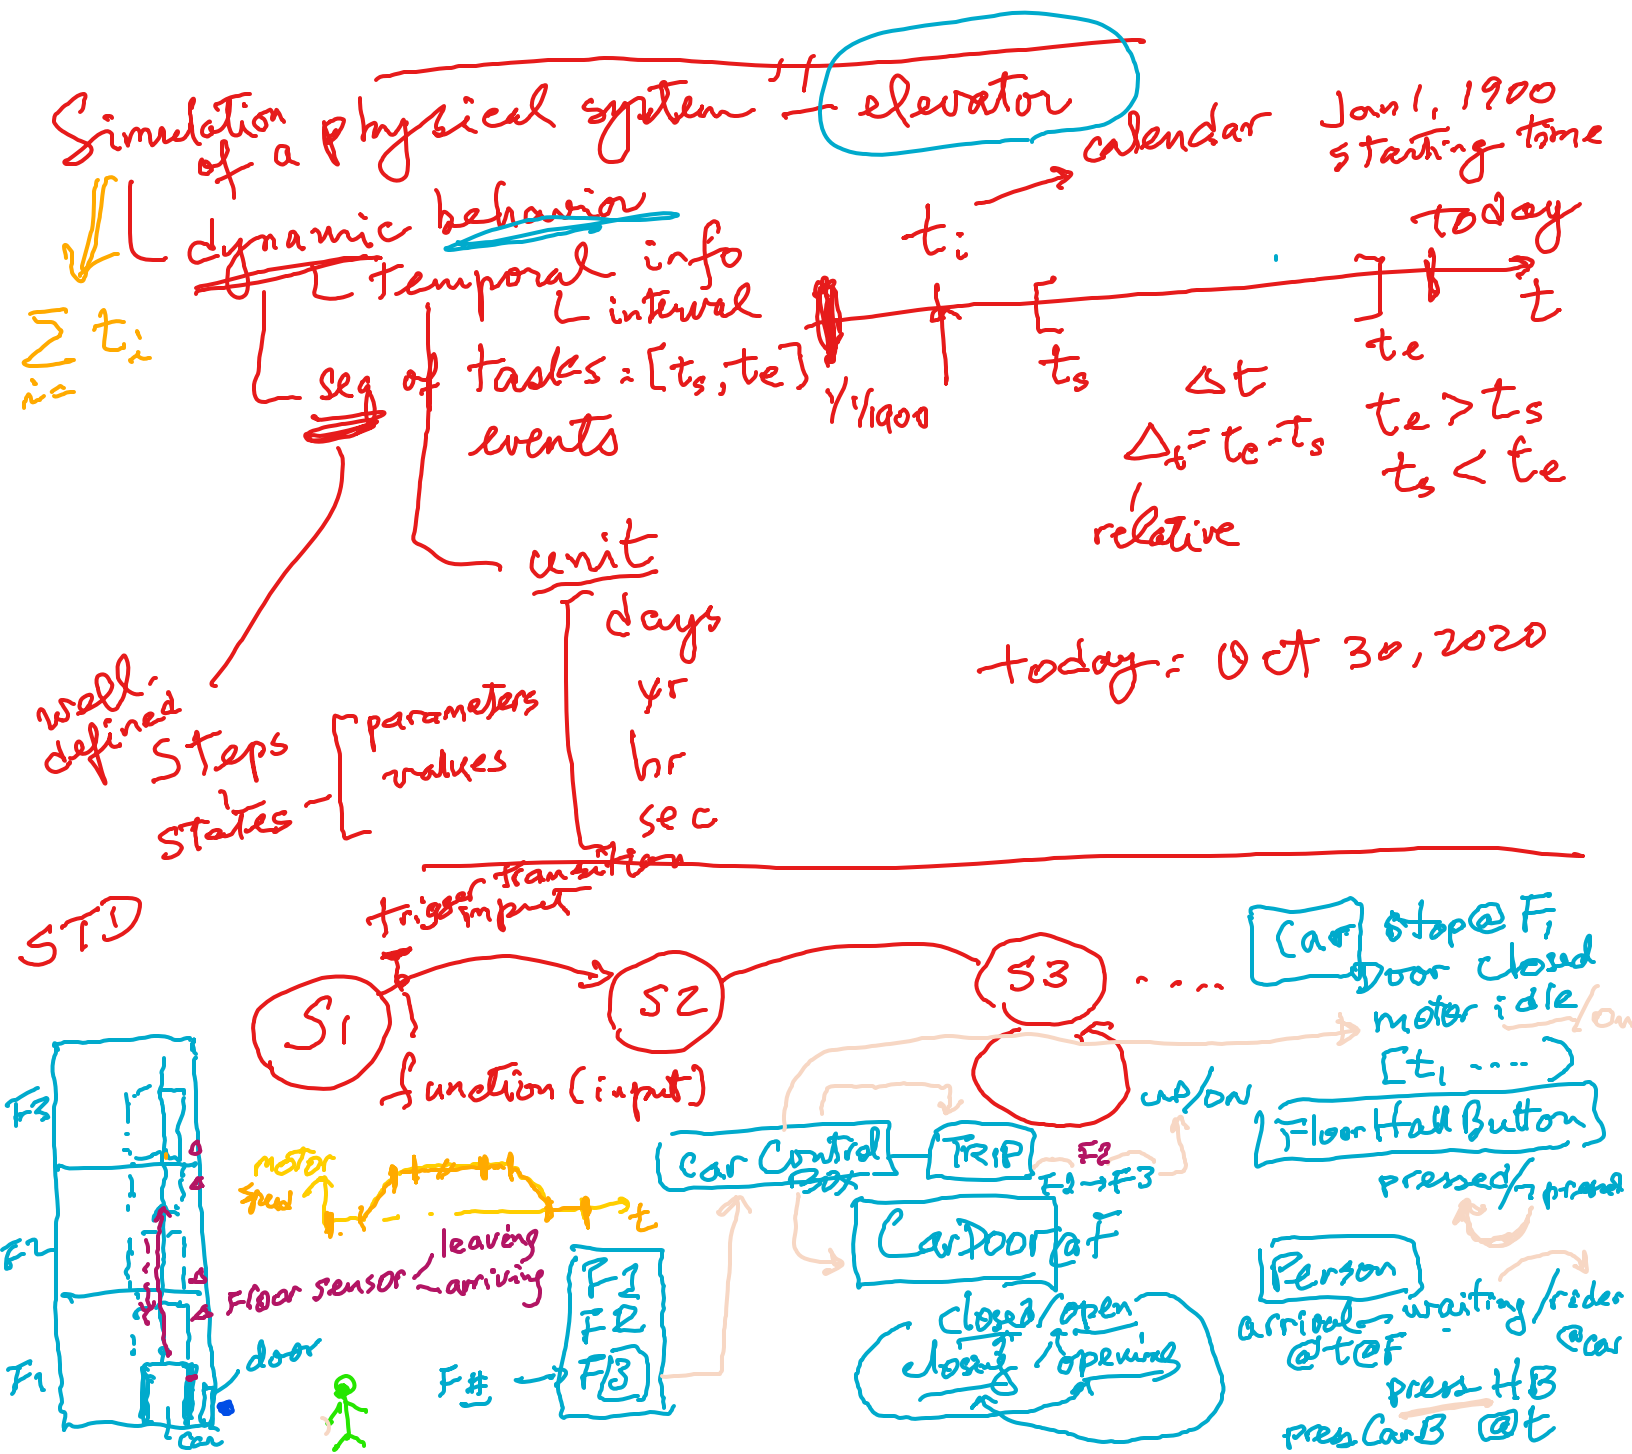 Simulation of a physical system - elevator
dynamic behavior
temporal info
interval
seq of tasks = [ts, te]
events
Σ ti
i=
ti
calendar
Jan 1, 1900
starting time
today
t
1/1/1900
ts
te
Δt
Δt = te - ts
relative
te > ts
ts < te
unit
days
yr
hr
sec
today = Oct 30, 2020
well-defined
steps
states
parameters
values
STD
trigger transition
input
S1
S2
S3
....
function (input)
Car
stop @ F1
Door closed
motor idle /on
[t1 ....)
Floor Hall Button
pressed/¬pressed
Person
arrival
@t@F
waiting/rider
@car
press HB
press CarB @t
F3
F2
F1
door
car
motor
speed
t
Floor sensor
leaving
arriving
F#
F1
F2
F3
Car Control
Box
TRIP
F2
F2→F3
UP/DN
CarDoor@F
closed/open
closing/opening